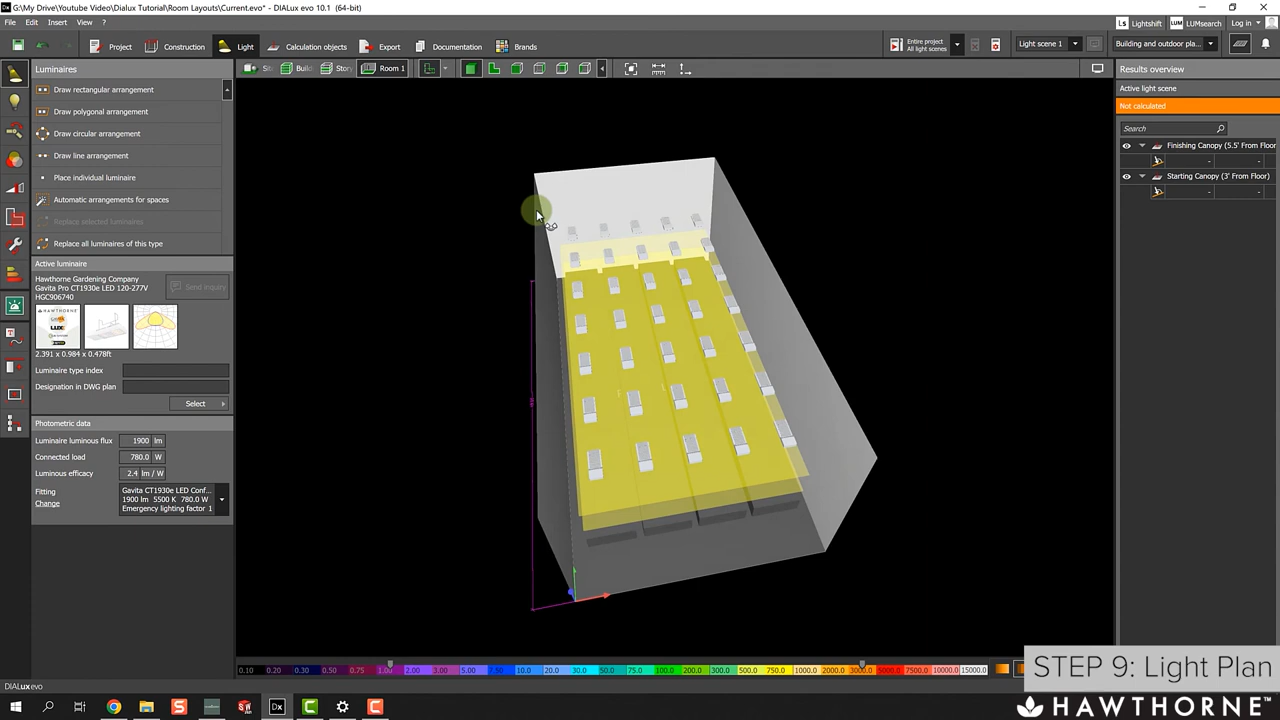 G:\My Drive\Youtube Video\Dialux Tutorial\Room Layouts\Current.evo* - DIALux evo 10.1 (64-bit)
File Edit Insert View ?
Lightshift LUMsearch Log in
Project Construction Light Calculation objects Export Documentation Brands
Entire project
All light scenes
Light scene 1
Building and outdoor pla...
Luminaires
Room 1
Results overview
Draw rectangular arrangement
Active light scene
Draw polygonal arrangement
Not calculated
Draw circular arrangement
Search
Draw line arrangement
Finishing Canopy (5.5' From Floor
Place individual luminaire
Starting Canopy (3' From Floor)
Automatic arrangements for spaces
Replace selected luminaires
Replace all luminaires of this type
Active luminaire
Hawthorne Gardening Company
Gavita Pro CT1930e LED 120-277V
HGC906740
Send inquiry
2.391 x 0.984 x 0.478ft
Luminaire type index
Designation in DWG plan
Select
Photometric data
Luminaire luminous flux 1900 lm
Connected load 780.0 W
Luminous efficacy 2.4 lm / W
Fitting
Change
Gavita CT1930e LED Conf...
1900 lm 5500 K 780.0 W
Emergency lighting factor 1
0.10 0.20 0.30 0.50 0.75 1.00 2.00 3.00 5.00 7.50 10.0 20.0 30.0 50.0 75.0 100.0 200.0 300.0 500.0 750.0 1000.0 2000.0 3000.0 5000.0 7500.0 10000.0 15000.0
STEP 9: Light Plan
DIALux evo
HAWTHORNE™